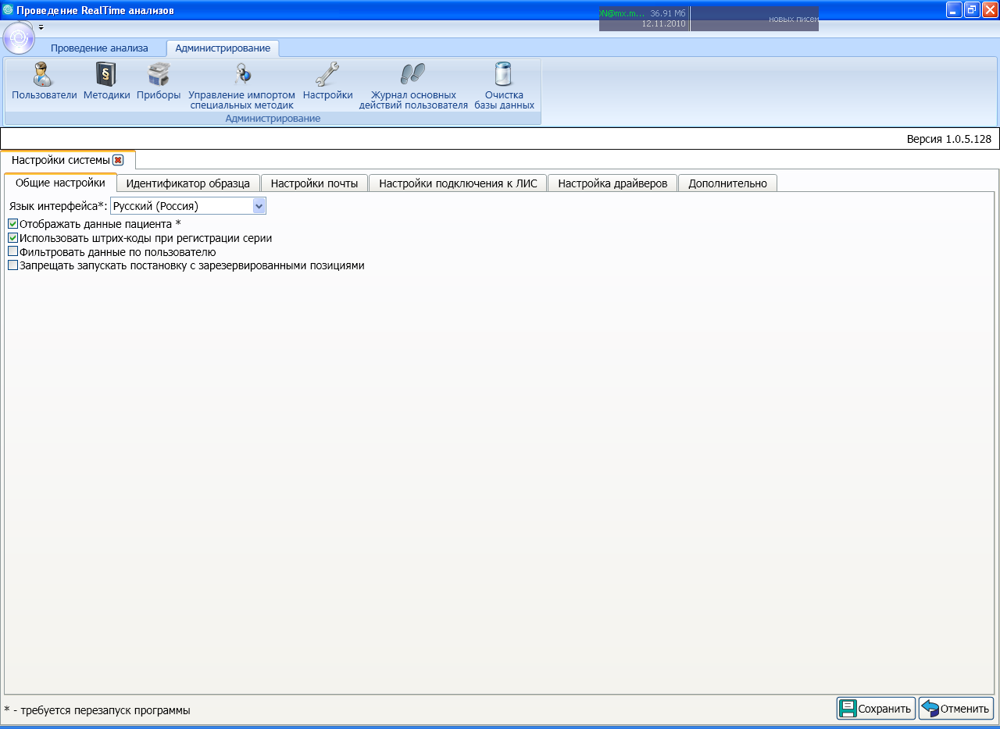 Проведение RealTime анализов
36.91 Мб
12.11.2010
новых писем
Проведение анализа
Администрирование
Пользователи
Методики
Приборы
Управление импортом
специальных методик
Настройки
Журнал основных
действий пользователя
Очистка
базы данных
Администрирование
Версия 1.0.5.128
Настройки системы
Общие настройки
Идентификатор образца
Настройки почты
Настройки подключения к ЛИС
Настройка драйверов
Дополнительно
Язык интерфейса*: Русский (Россия)
Отображать данные пациента *
Использовать штрих-коды при регистрации серии
Фильтровать данные по пользователю
Запрещать запускать постановку с зарезервированными позициями
* - требуется перезапуск программы
Сохранить
Отменить